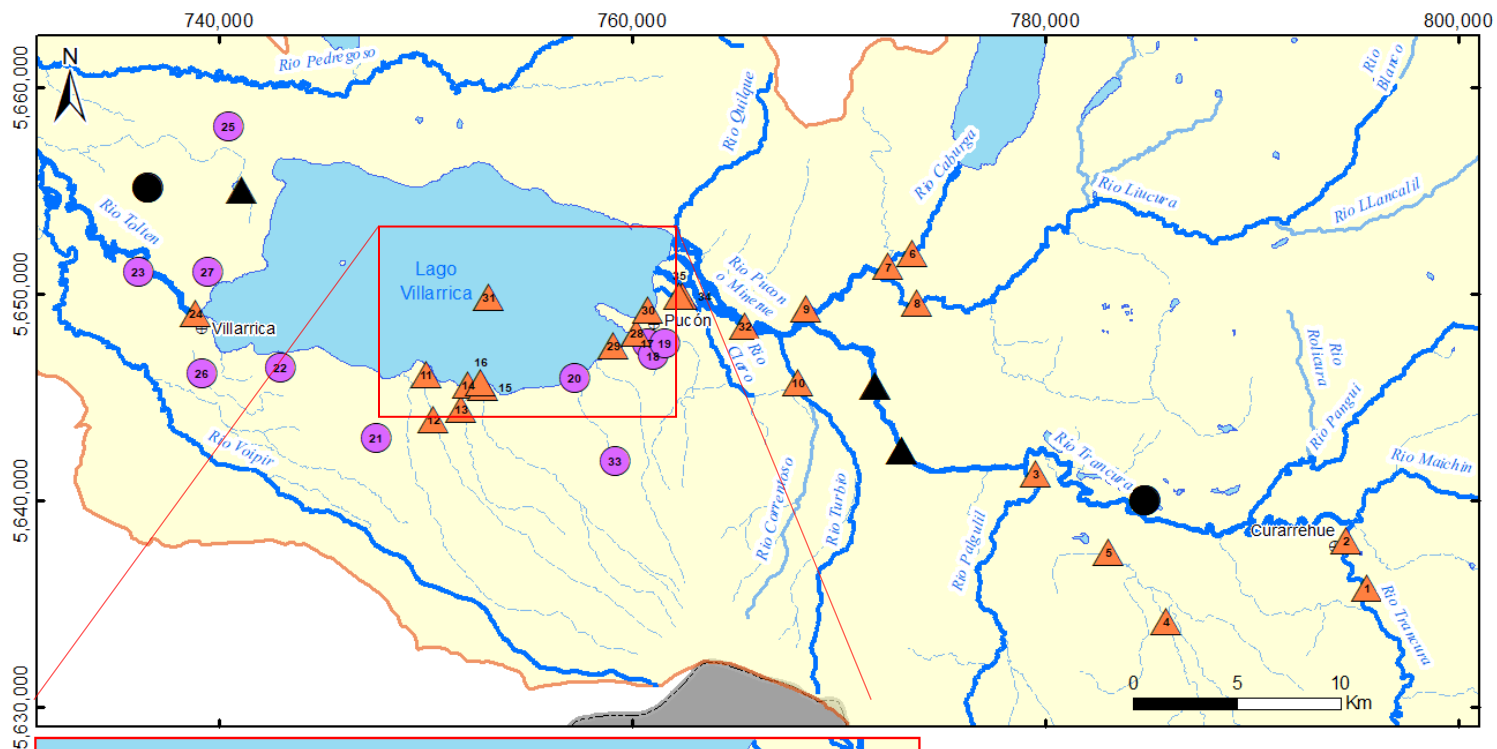 740,000
760,000
780,000
800,000
5,660,000
5,650,000
5,640,000
5,630,000
N
Rio Pedregoso
Rio Quilque
Rio Caburga
Rio
Blanco
Rio Liucura
Rio LLancalil
Rio Tolten
Lago
Villarrica
Rio Pucon
o Minetue
Rio
Curo
Villarrica
Pucón
Rio Voipir
Rio Correntoso
Rio Turbio
Rio
Rolicura
Rio Pangui
Rio Maichin
Rio Trancura
Rio Palgulil
Curarrehue
Rio Trancura
25
23
27
24
26
22
21
31
11
12
13
14
16
15
20
33
29
28
30
17
18
19
35
34
32
9
10
7
6
8
3
5
4
2
1
0
5
10
Km